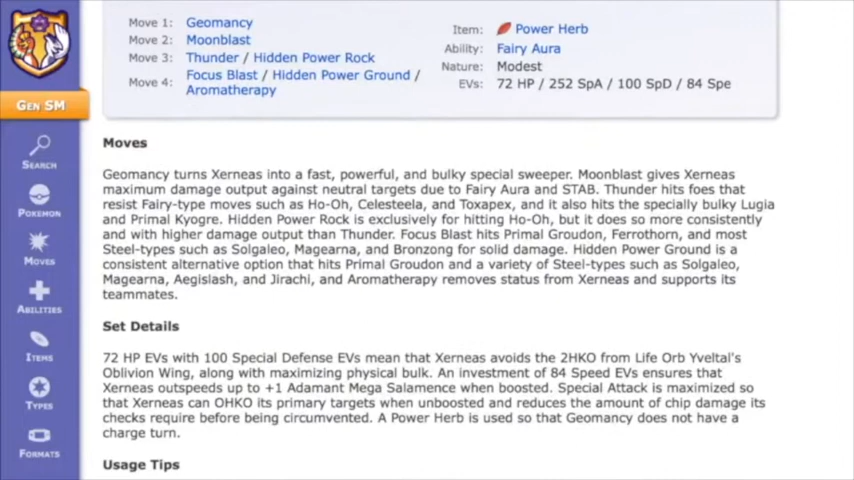 Move 1: Geomancy
Move 2: Moonblast
Move 3: Thunder / Hidden Power Rock
Move 4: Focus Blast / Hidden Power Ground /
Aromatherapy
Item: Power Herb
Ability: Fairy Aura
Nature: Modest
EVs: 72 HP / 252 SpA / 100 SpD / 84 Spe
GEN SM
SEARCH
POKEMON
MOVES
ABILITIES
ITEMS
TYPES
FORMATS
Moves
Geomancy turns Xerneas into a fast, powerful, and bulky special sweeper. Moonblast gives Xerneas
maximum damage output against neutral targets due to Fairy Aura and STAB. Thunder hits foes that
resist Fairy-type moves such as Ho-Oh, Celesteela, and Toxapex, and it also hits the specially bulky Lugia
and Primal Kyogre. Hidden Power Rock is exclusively for hitting Ho-Oh, but it does so more consistently
and with higher damage output than Thunder. Focus Blast hits Primal Groudon, Ferrothorn, and most
Steel-types such as Solgaleo, Magearna, and Bronzong for solid damage. Hidden Power Ground is a
consistent alternative option that hits Primal Groudon and a variety of Steel-types such as Solgaleo,
Magearna, Aegislash, and Jirachi, and Aromatherapy removes status from Xerneas and supports its
teammates.
Set Details
72 HP EVs with 100 Special Defense EVs mean that Xerneas avoids the 2HKO from Life Orb Yveltal's
Oblivion Wing, along with maximizing physical bulk. An investment of 84 Speed EVs ensures that
Xerneas outspeeds up to +1 Adamant Mega Salamence when boosted. Special Attack is maximized so
that Xerneas can OHKO its primary targets when unboosted and reduces the amount of chip damage its
checks require before being circumvented. A Power Herb is used so that Geomancy does not have a
charge turn.
Usage Tips